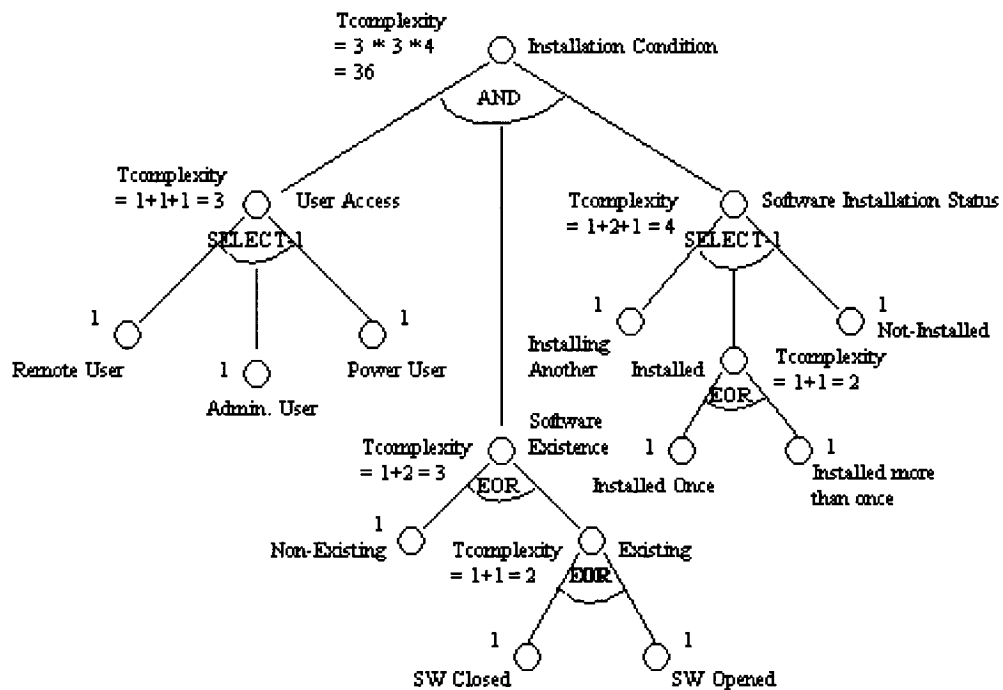 Tcomplexity
= 3 * 3 *4
= 36
Installation Condition
AND
Tcomplexity
= 1+1+1 = 3
User Access
SELECT-1
Tcomplexity
= 1+2+1 = 4
Software Installation Status
SELECT-1
1
Remote User
1
Admin. User
1
Power User
1
Installing
Another
Installed
1
Not-Installed
Tcomplexity
= 1+1 = 2
EOR
1
Installed Once
1
Installed more
than once
Software
Existence
Tcomplexity
= 1+2 = 3
EOR
1
Non-Existing
Tcomplexity
= 1+1 = 2
Existing
EOR
1
SW Closed
1
SW Opened